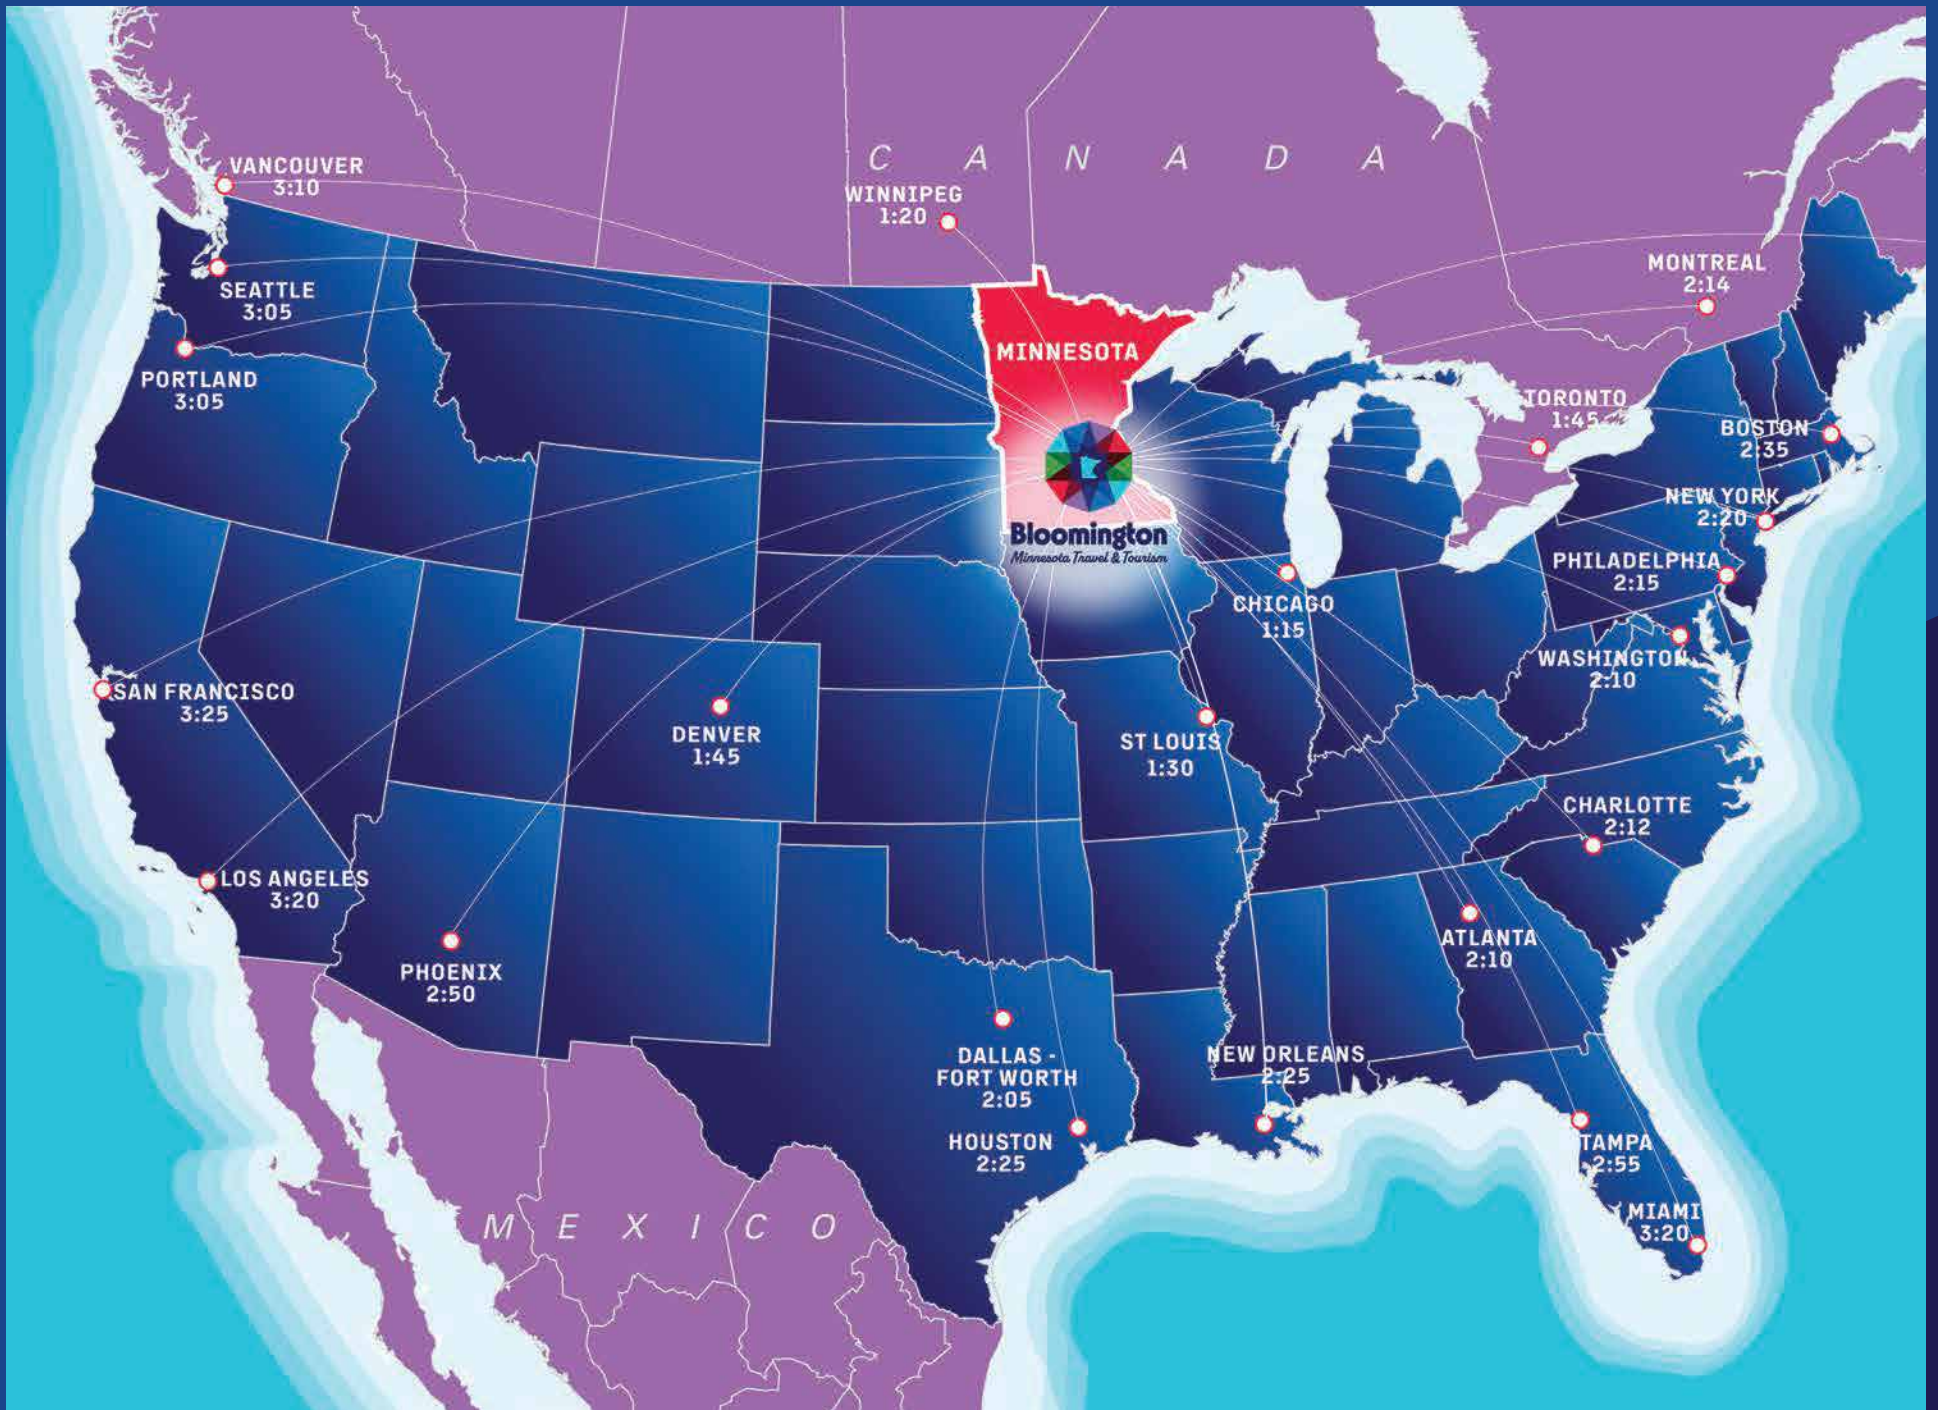 VANCOUVER
3:10
C A N A D A
WINNIPEG
1:20
MONTREAL
2:14
SEATTLE
3:05
MINNESOTA
PORTLAND
3:05
TORONTO
1:45
BOSTON
2:35
NEW YORK
2:20
Bloomington
Minnesota Travel & Tourism
PHILADELPHIA
2:15
CHICAGO
1:15
WASHINGTON
2:10
SAN FRANCISCO
3:25
DENVER
1:45
ST LOUIS
1:30
CHARLOTTE
2:12
LOS ANGELES
3:20
ATLANTA
2:10
PHOENIX
2:50
DALLAS -
FORT WORTH
2:05
NEW ORLEANS
2:25
HOUSTON
2:25
TAMPA
2:55
MIAMI
3:20
M E X I C O